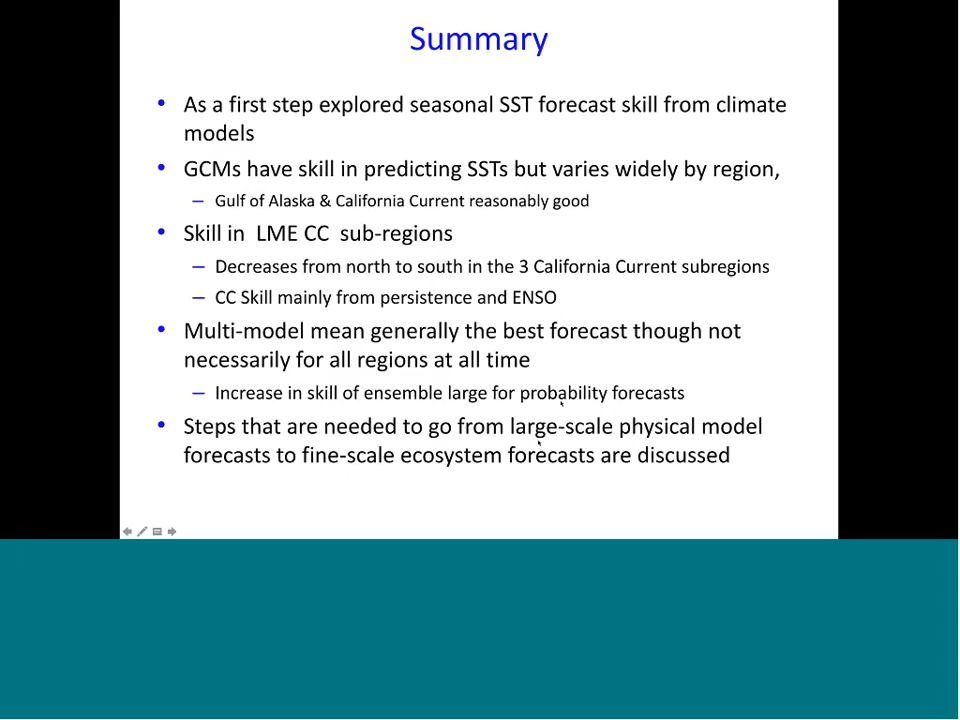 Summary
• As a first step explored seasonal SST forecast skill from climate
models
• GCMs have skill in predicting SSTs but varies widely by region,
– Gulf of Alaska & California Current reasonably good
• Skill in LME CC sub-regions
– Decreases from north to south in the 3 California Current subregions
– CC Skill mainly from persistence and ENSO
• Multi-model mean generally the best forecast though not
necessarily for all regions at all time
– Increase in skill of ensemble large for probability forecasts
• Steps that are needed to go from large-scale physical model
forecasts to fine-scale ecosystem forecasts are discussed